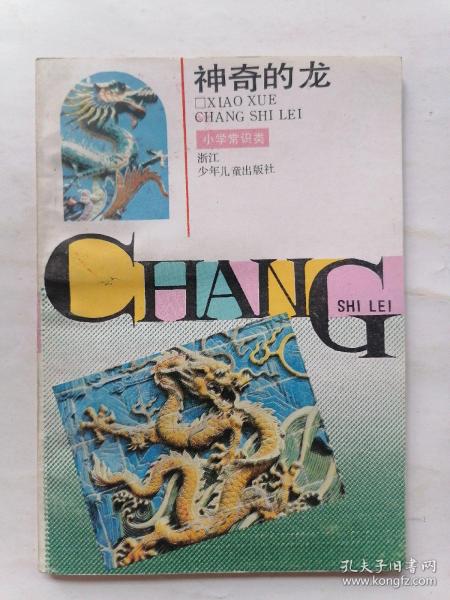 神奇的龙
□XIAO XUE
CHANG SHI LEI
小学常识类
浙江
少年儿童出版社
CHANG
SHI LEI
孔夫子旧书网
www.kongfz.com